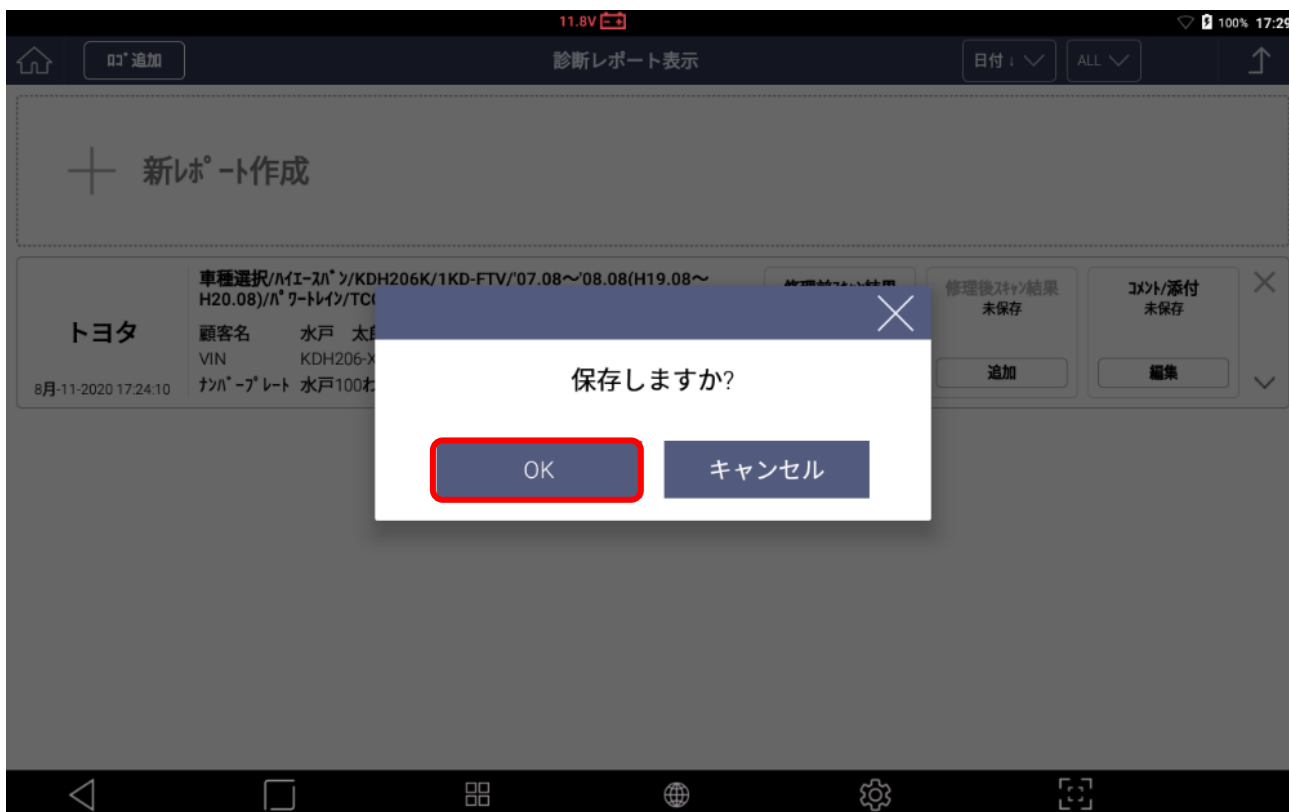 11.8V
100% 17:29
ﾛｺﾞ追加
診断レポート表示
日付↓
ALL
新ﾚﾎﾟｰﾄ作成
トヨタ
8月-11-2020 17:24:10
車種選択/ﾊｲｴｰｽﾊﾞﾝ/KDH206K/1KD-FTV/'07.08～'08.08(H19.08～
H20.08)/ﾊﾟﾜｰﾄﾚｲﾝ/TC
顧客名 水戸
VIN KDH206-X
ﾅﾝﾊﾞｰﾌﾟﾚｰﾄ 水戸100わ
修理後ｽｷｬﾝ結果
未保存
追加
ｺﾒﾝﾄ/添付
未保存
編集
保存しますか?
OK
キャンセル